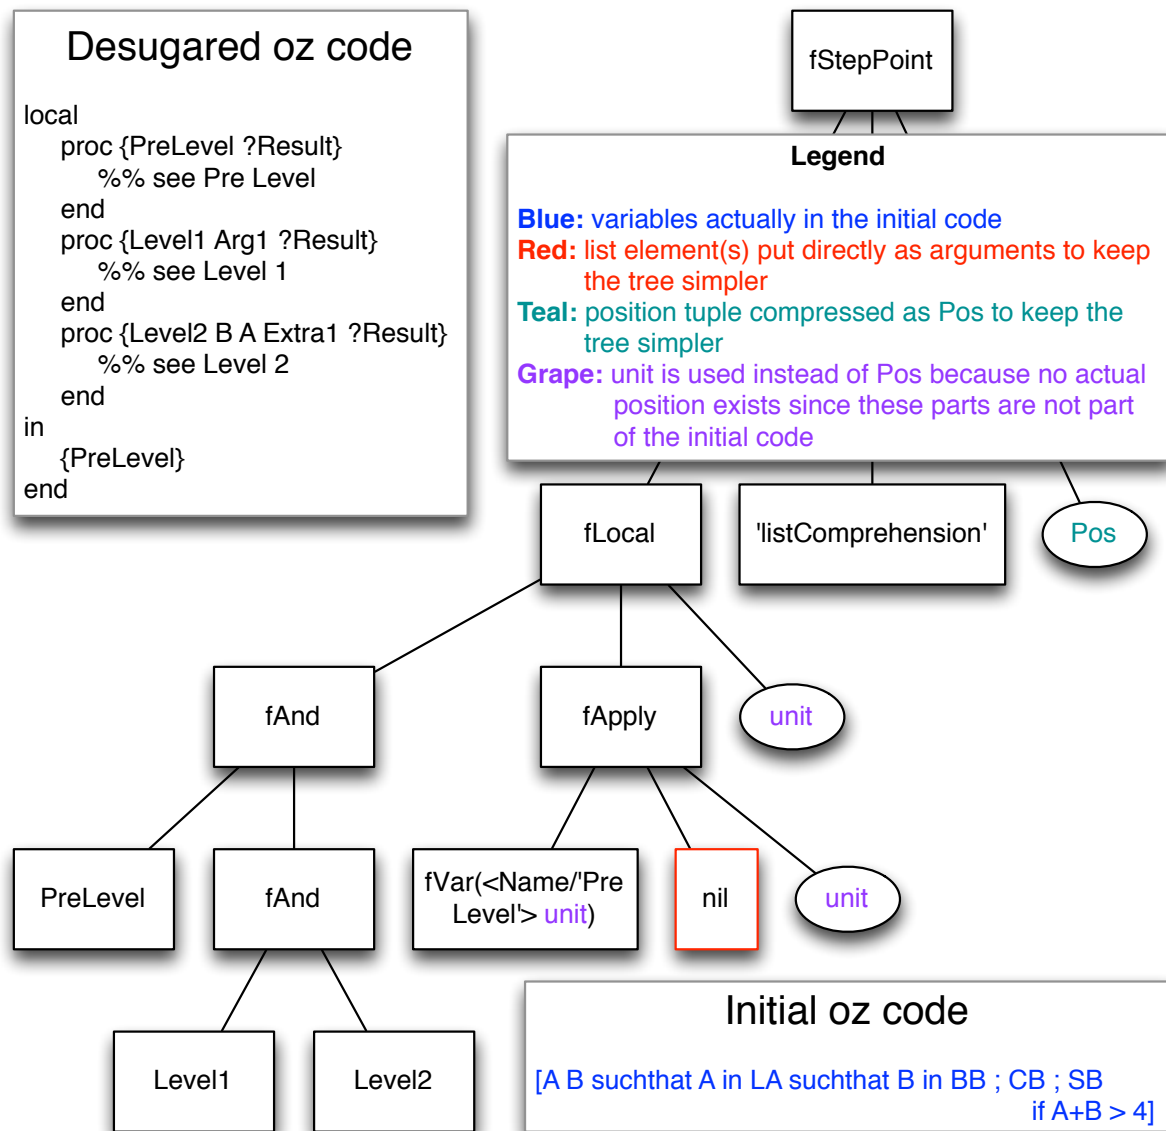 Desugared oz code
local
proc {PreLevel ?Result}
%% see Pre Level
end
proc {Level1 Arg1 ?Result}
%% see Level 1
end
proc {Level2 B A Extra1 ?Result}
%% see Level 2
end
in
{PreLevel}
end
fStepPoint
Legend
Blue: variables actually in the initial code
Red: list element(s) put directly as arguments to keep
the tree simpler
Teal: position tuple compressed as Pos to keep the
tree simpler
Grape: unit is used instead of Pos because no actual
position exists since these parts are not part
of the initial code
fLocal
'listComprehension'
Pos
fAnd
fApply
unit
PreLevel
fAnd
fVar(<Name/'Pre
Level'> unit)
nil
unit
Level1
Level2
Initial oz code
[A B suchthat A in LA suchthat B in BB ; CB ; SB
if A+B > 4]